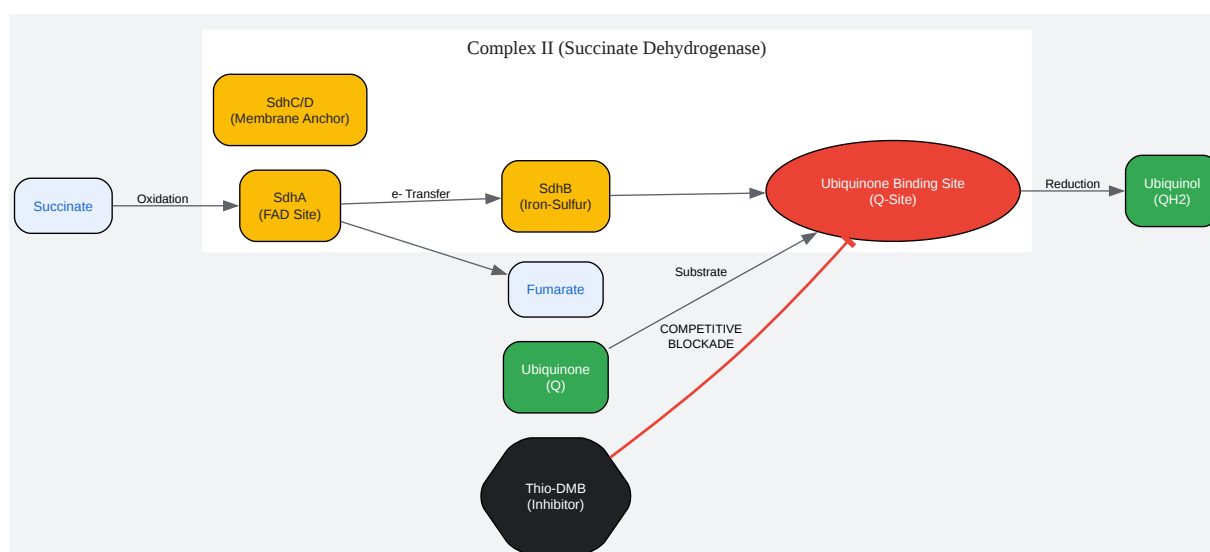 Complex II (Succinate Dehydrogenase)
SdhC/D
(Membrane Anchor)
Succinate
Oxidation
SdhA
(FAD Site)
e- Transfer
SdhB
(Iron-Sulfur)
Ubiquinone Binding Site
(Q-Site)
Reduction
Ubiquinol
(QH2)
Fumarate
Substrate
COMPETITIVE
BLOCKADE
Ubiquinone
(Q)
Thio-DMB
(Inhibitor)